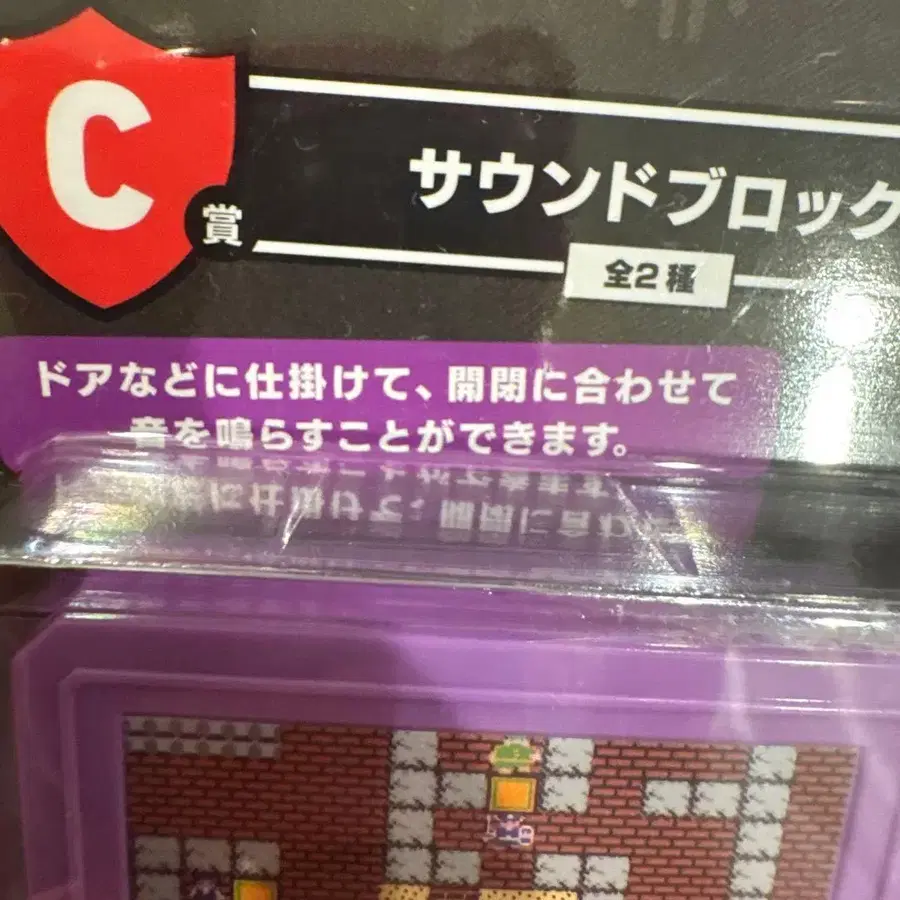 C賞
サウンドブロック
全2種
ドアなどに仕掛けて、開閉に合わせて
音を鳴らすことができます。